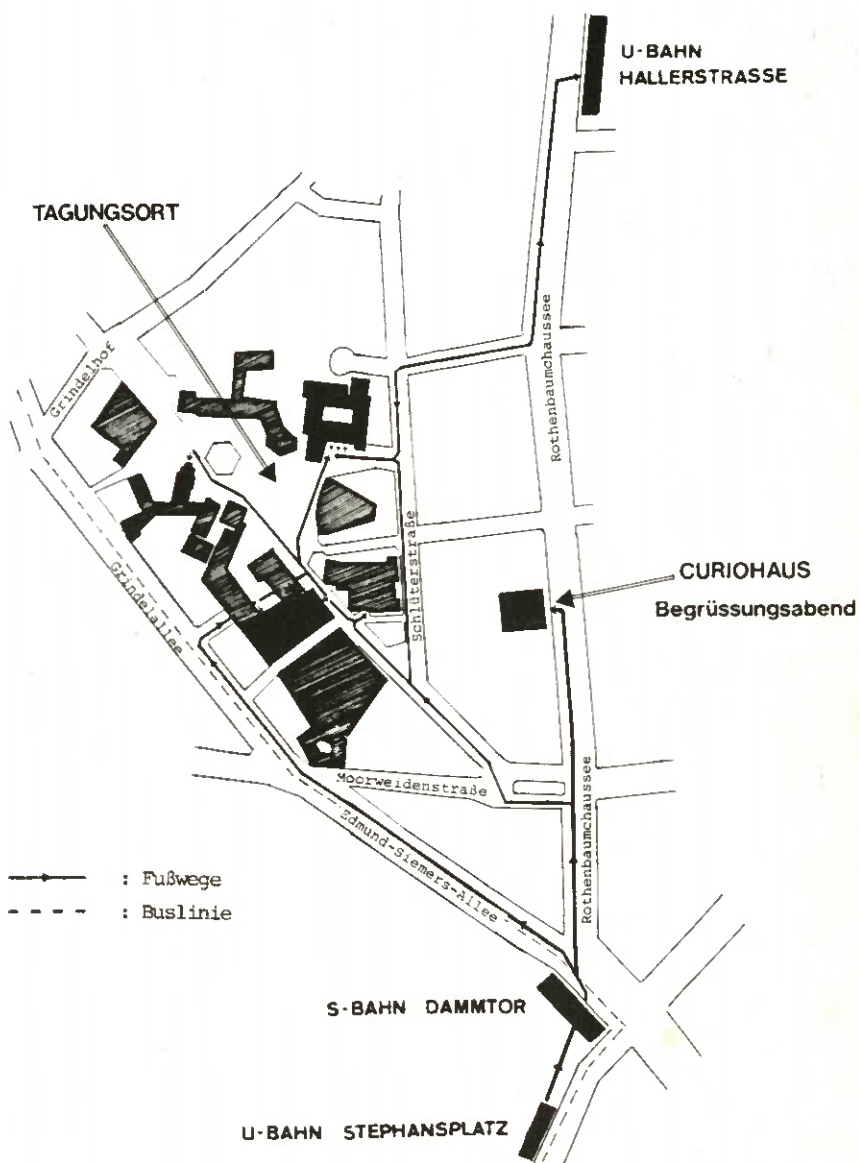 U-BAHN
HALLERSTRASSE
TAGUNGSORT
Grindelhof
Rothenbaumchaussee
Schlüterstraße
Grindelallee
CURIOHAUS
Begrüssungsabend
Moorweidenstraße
Edmund-Siemers-Allee
Rothenbaumchaussee
: Fußwege
: Buslinie
S-BAHN DAMMTOR
U-BAHN STEPHANSPLATZ